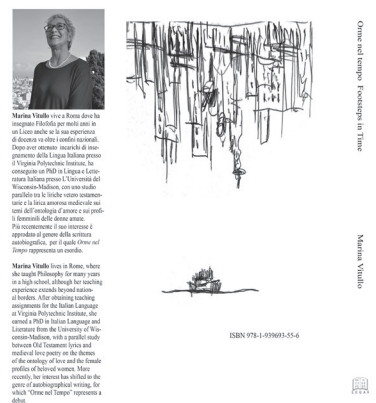 Marina Vitullo vive a Roma dove ha
insegnato Filofofia per molti anni in
un Liceo anche se la sua esperienza
di docenza va oltre i confini nazionali.
Dopo aver ottenuto incarichi di inse-
gnamento della Lingua Italiana presso
il Virginia Polytechnic Institute, ha
conseguito un PhD in Lingua e Lette-
ratura Italiana presso L'Università del
Wisconsin-Madison, con uno studio
parallelo tra le liriche vetero testamen-
tarie e la lirica amorosa medievale sui
temi dell'ontologia d'amore e sui profi-
li femminili delle donne amate.
Più recentemente il suo interesse è
approdato al genere della scrittura
autobiografica, per il quale Orme nel
Tempo rappresenta un esordio.
Marina Vitullo lives in Rome, where
she taught Philosophy for many years
in a high school, although her teaching
experience extends beyond nation-
al borders. After obtaining teaching
assignments for the Italian Language
at Virginia Polytechnic Institute, she
earned a PhD in Italian Language and
Literature from the University of Wis-
consin-Madison, with a parallel study
between Old Testament lyrics and
medieval love poetry on the themes
of the ontology of love and the female
profiles of beloved women. More
recently, her interest has shifted to the
genre of autobiographical writing, for
which "Orme nel Tempo" represents a
debut.
ISBN 978-1-939693-55-6
Orme nel tempo Footsteps in Time
Marina Vitullo